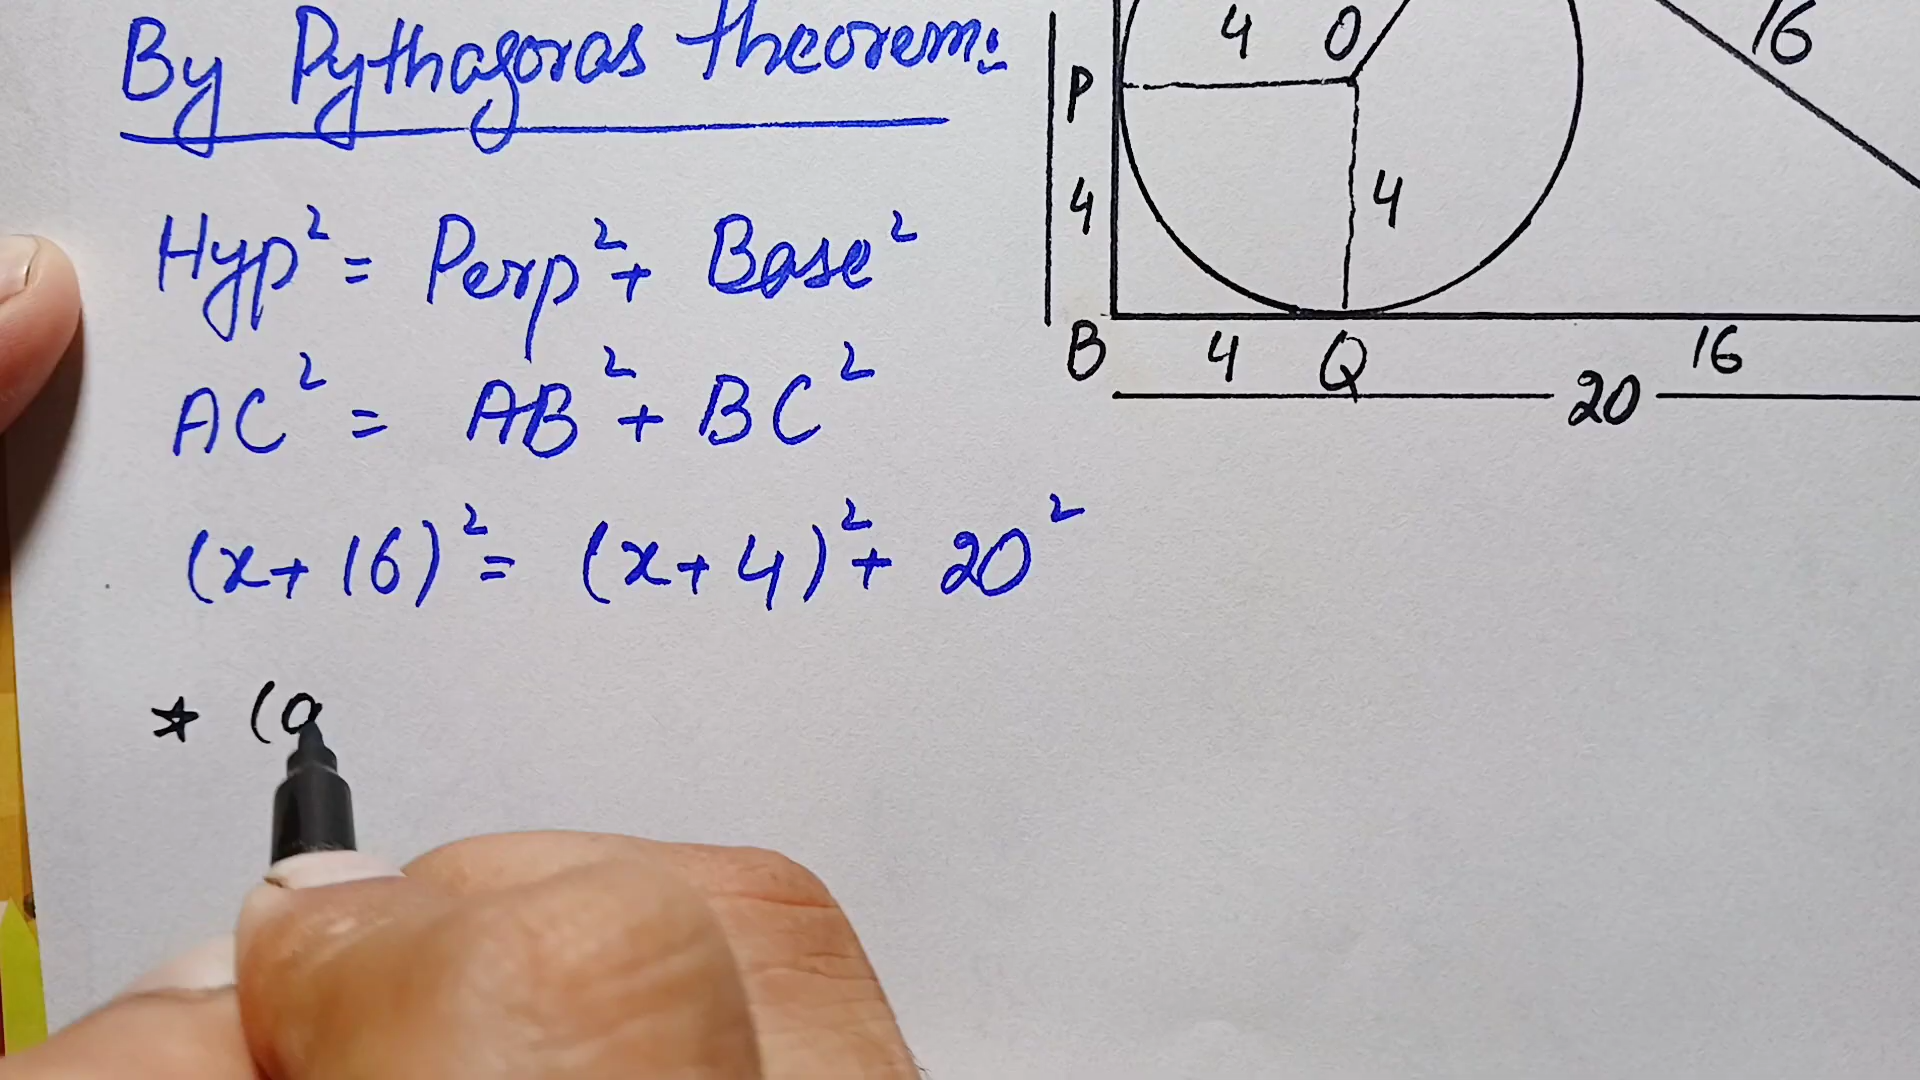 By Pythagoras theorem:
Hyp² = Perp² + Base²
AC² = AB² + BC²
(x + 16)² = (x + 4)² + 20²
* (a
4 O
16
P
4
4
B 4 Q 16
20